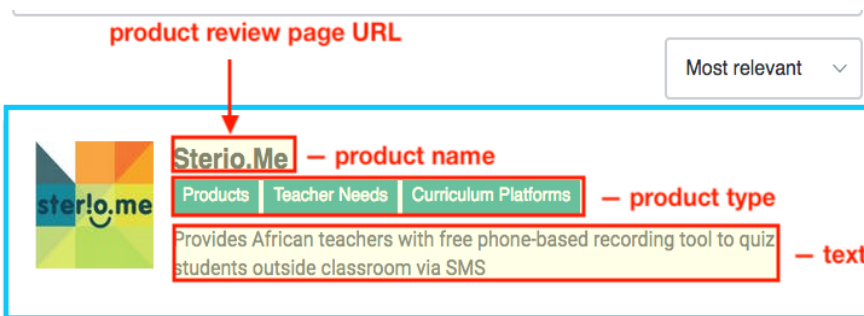 product review page URL
Most relevant
Sterio.Me — product name
Products Teacher Needs Curriculum Platforms — product type
ster!o.me
Provides African teachers with free phone-based recording tool to quiz
students outside classroom via SMS
— text